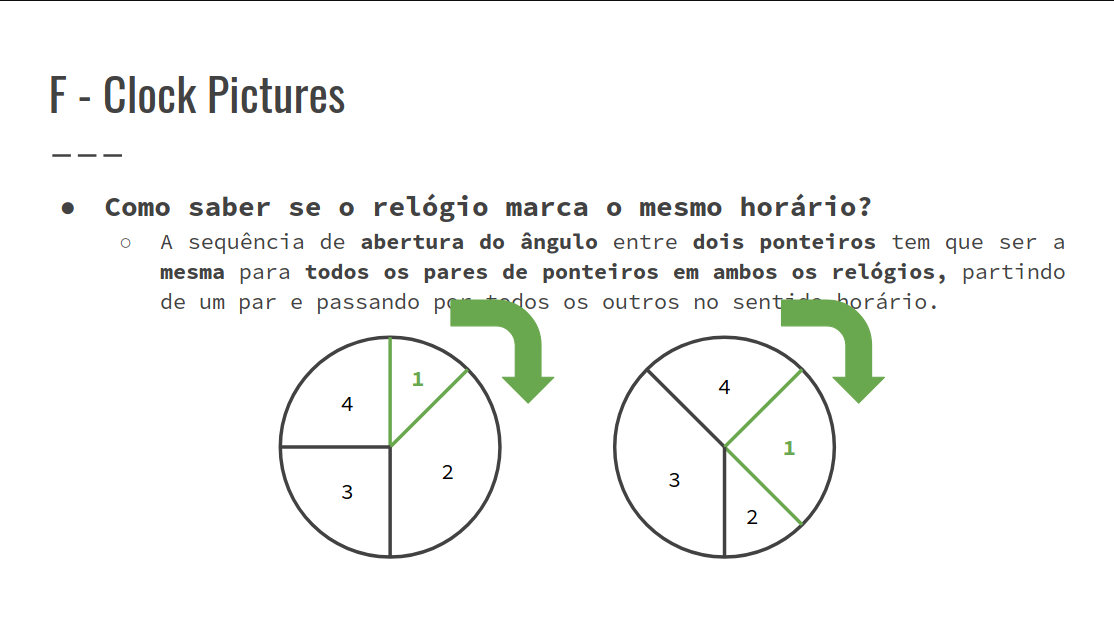 F - Clock Pictures
Como saber se o relógio marca o mesmo horário?
A sequência de abertura do ângulo entre dois ponteiros tem que ser a
mesma para todos os pares de ponteiros em ambos os relógios, partindo
de um par e passando por todos os outros no sentido horário.
1
4
2
3
4
1
3
2